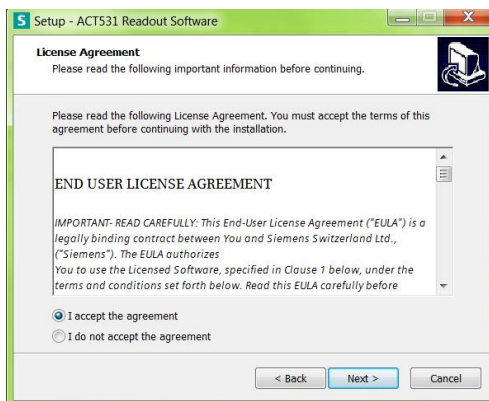 S Setup - ACT531 Readout Software
License Agreement
Please read the following important information before continuing.
Please read the following License Agreement. You must accept the terms of this
agreement before continuing with the installation.
END USER LICENSE AGREEMENT
IMPORTANT- READ CAREFULLY: This End-User License Agreement ("EULA") is a
legally binding contract between You and Siemens Switzerland Ltd.,
("Siemens"). The EULA authorizes
You to use the Licensed Software, specified in Clause 1 below, under the
terms and conditions set forth below. Read this EULA carefully before
I accept the agreement
I do not accept the agreement
< Back Next > Cancel